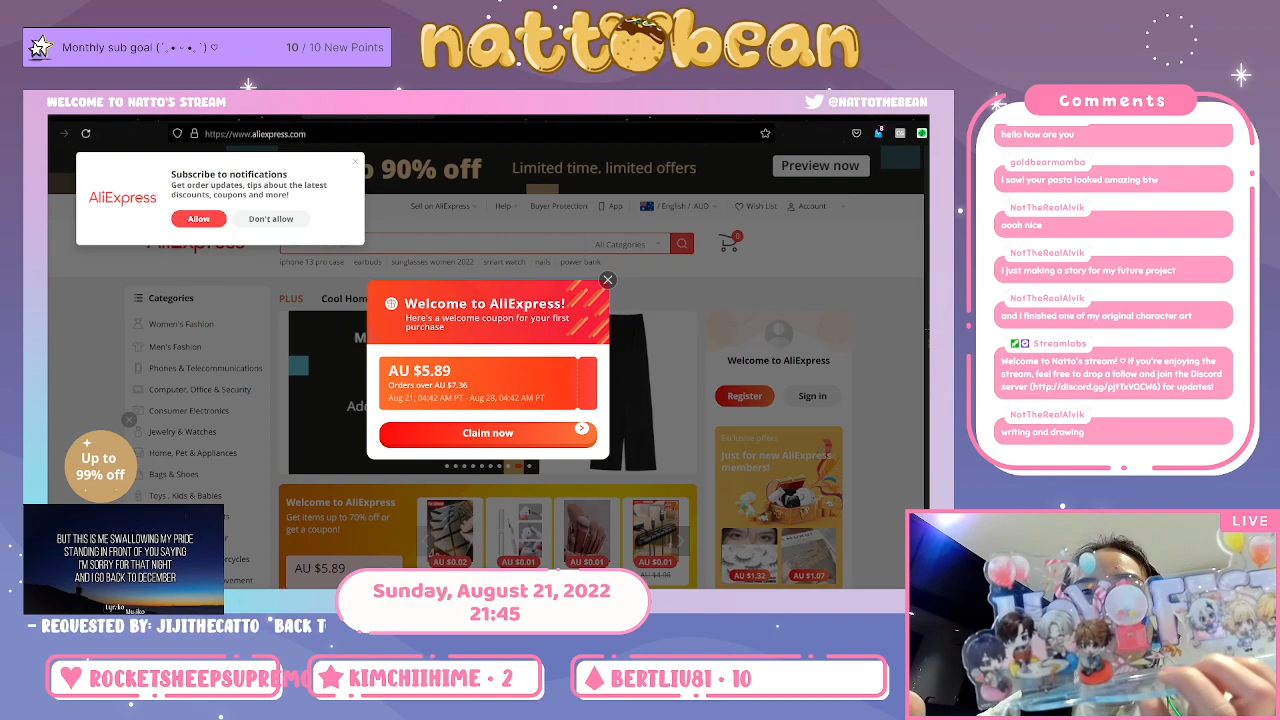 Monthly sub goal (´｡• ᵕ •｡`) ♡
10 / 10 New Points
nattobean
WELCOME TO NATTO'S STREAM
@NATTOTHEBEAN
https://www.aliexpress.com
o 90% off
Limited time, limited offers
Preview now
Subscribe to notifications
Get order updates, tips about the latest
discounts, coupons and more!
AliExpress
Allow
Don't allow
Sell on AliExpress
Help
Buyer Protection
App
/ English / AUD
Wish List
Account
AliExpress
All Categories
0
iphone 13 pro case
earbuds
sunglasses women 2022
smart watch
nails
power bank
Categories
Women's Fashion
Men's Fashion
Phones & Telecommunications
Computer, Office & Security
Consumer Electronics
Jewelry & Watches
Home, Pet & Appliances
Bags & Shoes
Toys , Kids & Babies
PLUS
Cool Hom
Welcome to AliExpress!
Here's a welcome coupon for your first
purchase
AU $5.89
Orders over AU $7.36
Aug 21, 04:42 AM PT - Aug 28, 04:42 AM PT
Claim now
Welcome to AliExpress
Register
Sign in
Exclusive offers
Just for new AliExpress
members!
AU $1.32
AU $1.07
Up to
99% off
Welcome to AliExpress
Get items up to 70% off or
get a coupon!
AU $5.89
AU $0.02
AU $0.01
AU $0.01
AU $0.01
AU $4.06
BUT THIS IS ME SWALLOWING MY PRIDE
STANDING IN FRONT OF YOU SAYING
I'M SORRY FOR THAT NIGHT
AND I GO BACK TO DECEMBER
- REQUESTED BY: JIJITHECATTO "BACK T
Sunday, August 21, 2022
21:45
ROCKETSHEEPSUPREMO
KIMCHIIHIME • 2
BERTLIU81 • 10
Comments
hello how are you
goldbearmamba
i saw! your pasta looked amazing btw
NotTheRealAlvik
oooh nice
NotTheRealAlvik
i just making a story for my future project
NotTheRealAlvik
and i finished one of my original character art
Streamlabs
Welcome to Natto's stream! ♡ If you're enjoying the
stream, feel free to drop a follow and join the Discord
server (http://discord.gg/pjtTxVQCW6) for updates!
NotTheRealAlvik
writing and drawing
LIVE